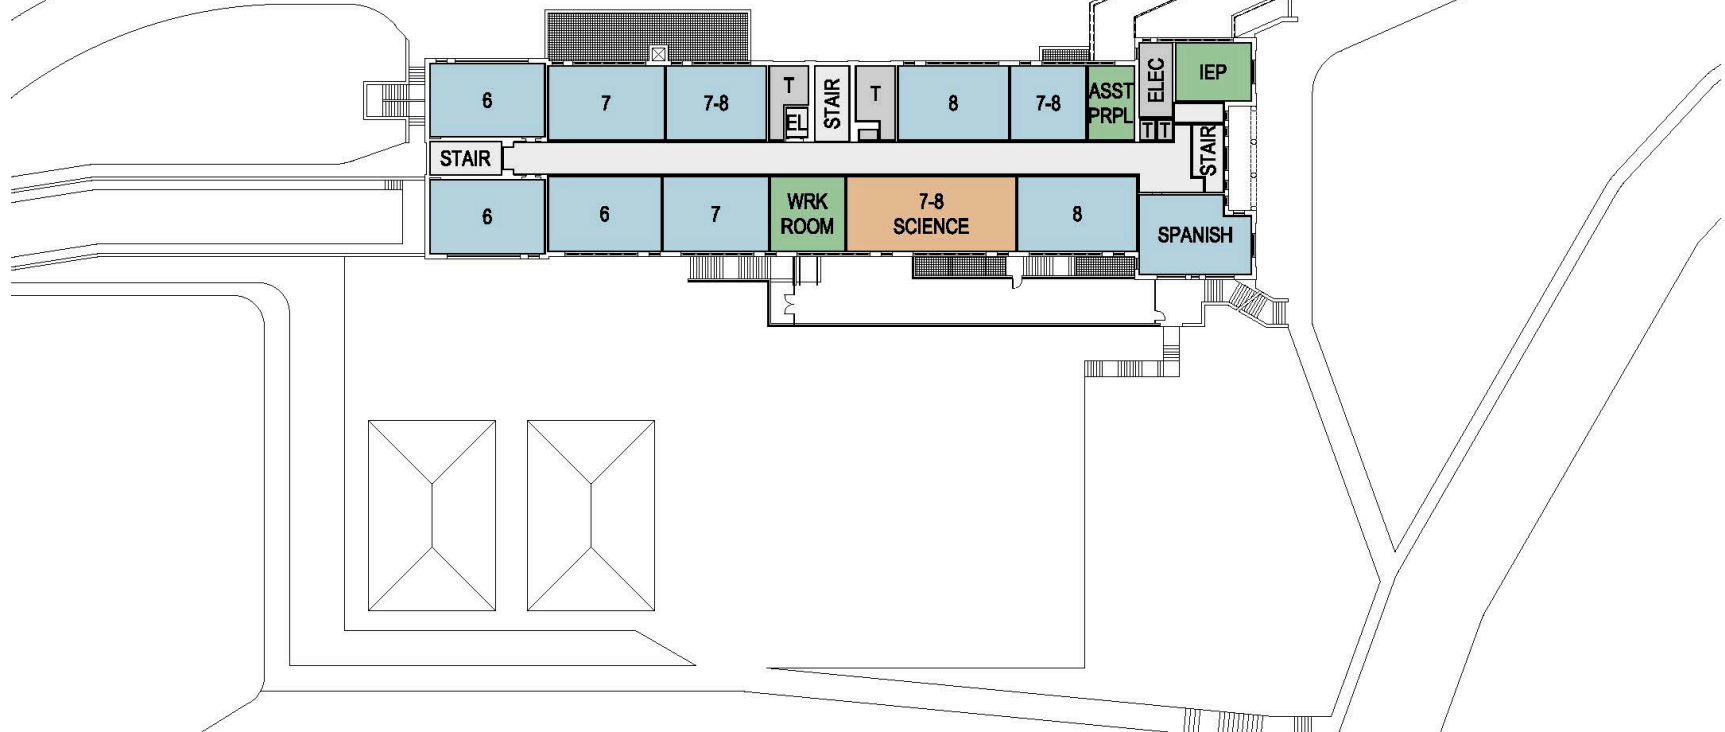 6
7
7-8
T
EL
STAIR
T
8
7-8
ASST
PRPL
ELEC
IEP
T
T
STAIR
STAIR
6
6
7
WRK
ROOM
7-8
SCIENCE
8
SPANISH